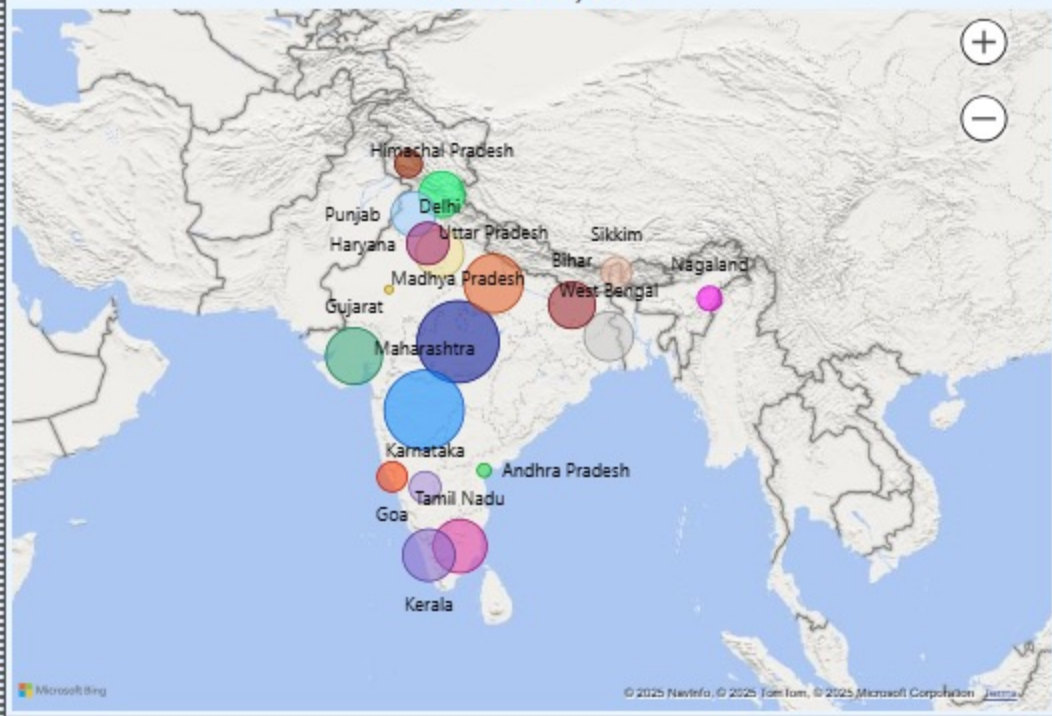 +
−
Himachal Pradesh
Punjab
Delhi
Haryana
Uttar Pradesh
Sikkim
Bihar
Nagaland
Madhya Pradesh
West Bengal
Gujarat
Maharashtra
Karnataka
Andhra Pradesh
Tamil Nadu
Goa
Kerala
Microsoft Bing
© 2025 NavInfo, © 2025 TomTom, © 2025 Microsoft Corporation Terms